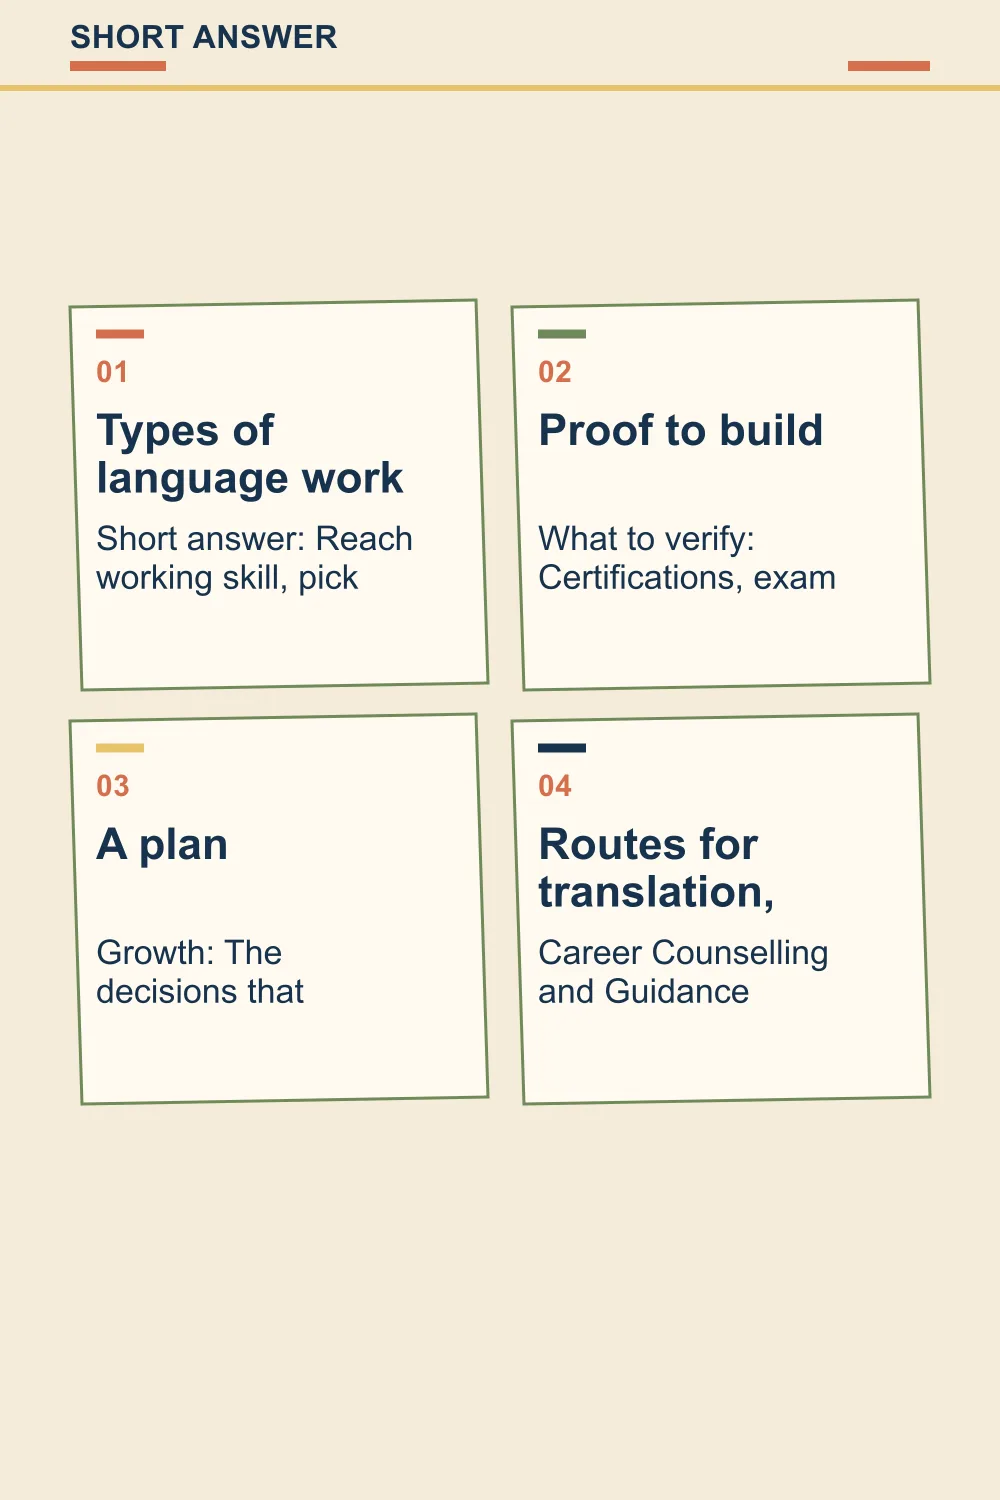 SHORT ANSWER
01
Types of
language work
Short answer: Reach
working skill, pick
02
Proof to build
What to verify:
Certifications, exam
03
A plan
Growth: The
decisions that
04
Routes for
translation,
Career Counselling
and Guidance